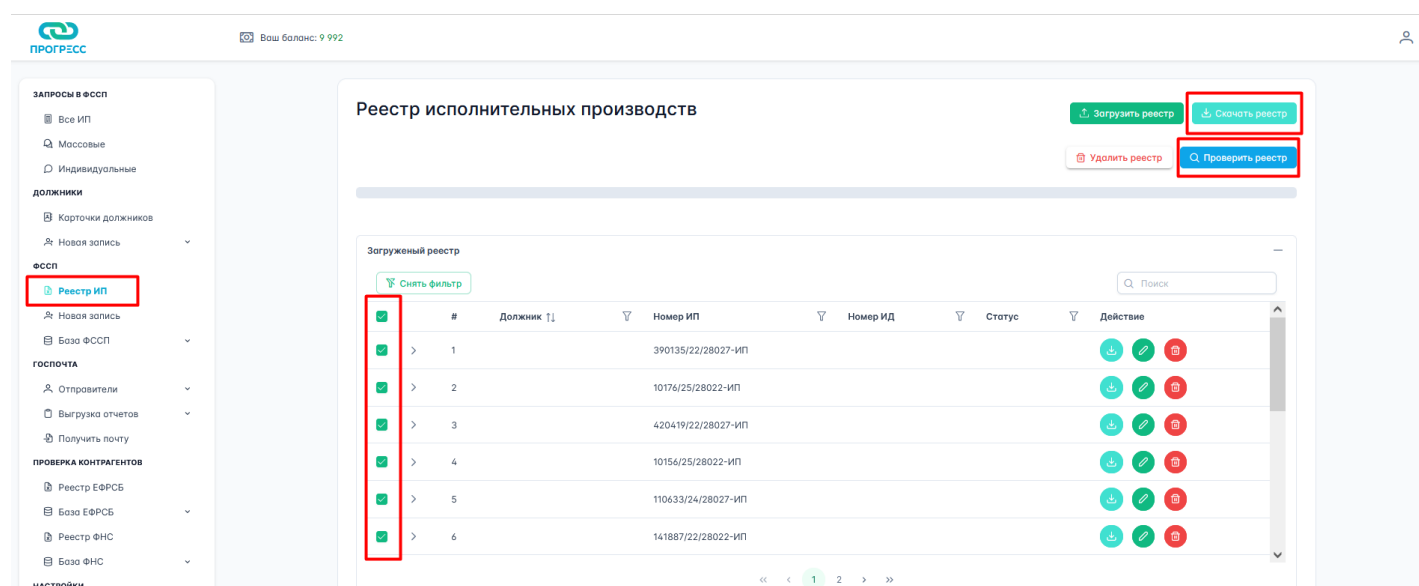 ПРОГРЕСС
Ваш баланс: 9 992
ЗАПРОСЫ В ФССП
Все ИП
Массовые
Индивидуальные
ДОЛЖНИКИ
Карточки должников
Новая запись
ФССП
Реестр ИП
Новая запись
База ФССП
ГОСПОЧТА
Отправители
Выгрузка отчетов
Получить почту
ПРОВЕРКА КОНТРАГЕНТОВ
Реестр ЕФРСБ
База ЕФРСБ
Реестр ФНС
База ФНС
НАСТРОЙКИ
Реестр исполнительных производств
Загрузить реестр
Скачать реестр
Удалить реестр
Проверить реестр
Загруженый реестр
Снять фильтр
Поиск
# Должник Номер ИП Номер ИД Статус Действие
1 390135/22/28027-ИП
2 10176/25/28022-ИП
3 420419/22/28027-ИП
4 10156/25/28022-ИП
5 110633/24/28027-ИП
6 141887/22/28022-ИП
« ‹ 1 2 › »